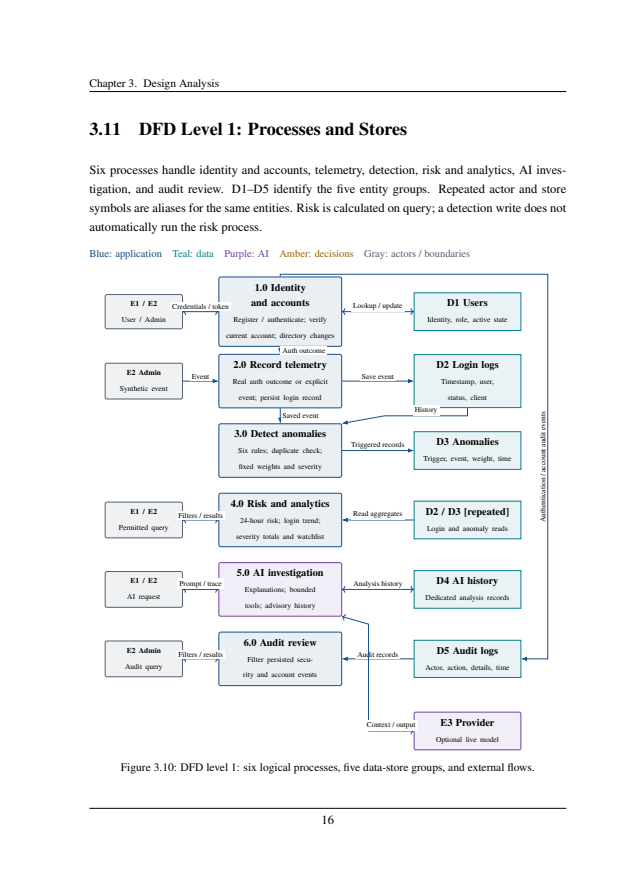 Chapter 3. Design Analysis
3.11 DFD Level 1: Processes and Stores
Six processes handle identity and accounts, telemetry, detection, risk and analytics, AI inves-
tigation, and audit review. D1–D5 identify the five entity groups. Repeated actor and store
symbols are aliases for the same entities. Risk is calculated on query; a detection write does not
automatically run the risk process.
Blue: application Teal: data Purple: AI Amber: decisions Gray: actors / boundaries
E1 / E2
User / Admin
Credentials / token
1.0 Identity
and accounts
Register / authenticate; verify
current account; directory changes
Lookup / update
D1 Users
Identity, role, active state
Auth outcome
E2 Admin
Synthetic event
Event
2.0 Record telemetry
Real auth outcome or explicit
event; persist login record
Save event
D2 Login logs
Timestamp, user,
status, client
Saved event
History
3.0 Detect anomalies
Six rules; duplicate check;
fixed weights and severity
Triggered records
D3 Anomalies
Trigger, event, weight, time
Authentication / account audit events
E1 / E2
Permitted query
Filters / results
4.0 Risk and analytics
24-hour risk; login trend;
severity totals and watchlist
Read aggregates
D2 / D3 [repeated]
Login and anomaly reads
E1 / E2
AI request
Prompt / trace
5.0 AI investigation
Explanations; bounded
tools; advisory history
Analysis history
D4 AI history
Dedicated analysis records
E2 Admin
Audit query
Filters / results
6.0 Audit review
Filter persisted secu-
rity and account events
Audit records
D5 Audit logs
Actor, action, details, time
Context / output
E3 Provider
Optional live model
Figure 3.10: DFD level 1: six logical processes, five data-store groups, and external flows.
16